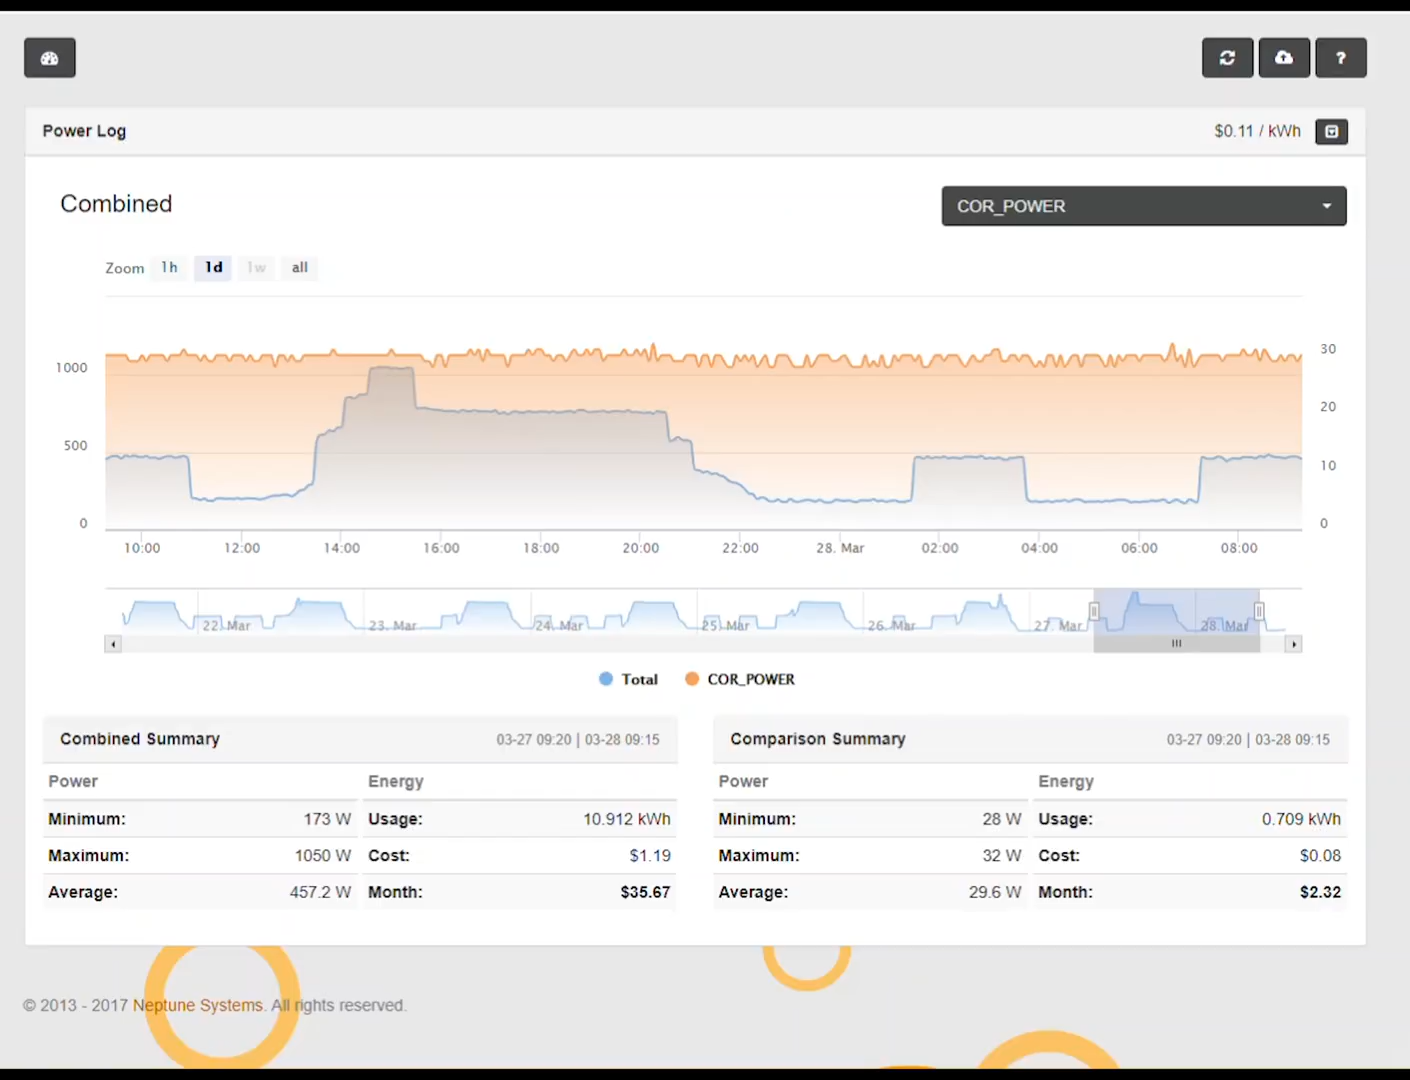 ?
Power Log $0.11 / kWh
Combined COR_POWER
Zoom 1h 1d 1w all
1000 30
500 20
0 10
0
10:00 12:00 14:00 16:00 18:00 20:00 22:00 28. Mar 02:00 04:00 06:00 08:00
22. Mar 23. Mar 24. Mar 25. Mar 26. Mar 27. Mar 28. Mar
Total COR_POWER
Combined Summary 03-27 09:20 | 03-28 09:15
Power Energy
Minimum: 173 W Usage: 10.912 kWh
Maximum: 1050 W Cost: $1.19
Average: 457.2 W Month: $35.67
Comparison Summary 03-27 09:20 | 03-28 09:15
Power Energy
Minimum: 28 W Usage: 0.709 kWh
Maximum: 32 W Cost: $0.08
Average: 29.6 W Month: $2.32
© 2013 - 2017 Neptune Systems. All rights reserved.